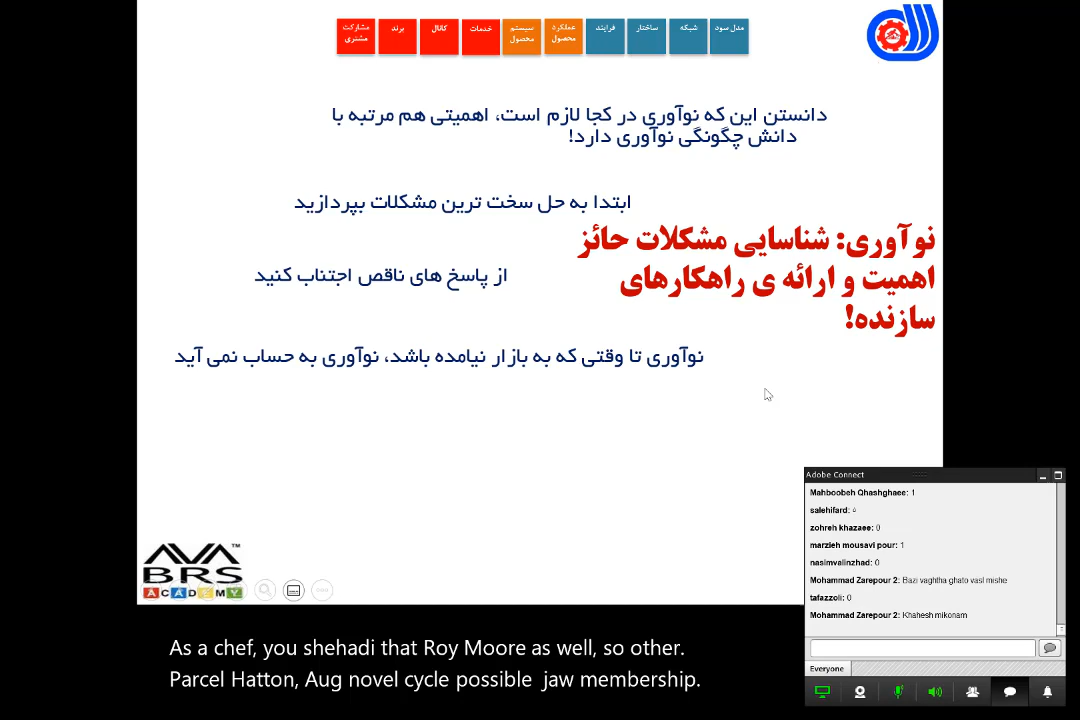 مدل سود
شبکه
ساختار
فرایند
عملکرد
محصول
سیستم
محصول
خدمات
کانال
برند
مشارکت
مشتری
دانستن این که نوآوری در کجا لازم است، اهمیتی هم مرتبه با
دانش چگونگی نوآوری دارد!
ابتدا به حل سخت ترین مشکلات بپردازید
نوآوری: شناسایی مشکلات حائز
اهمیت و ارائه ی راهکارهای
سازنده!
از پاسخ های ناقص اجتناب کنید
نوآوری تا وقتی که به بازار نیامده باشد، نوآوری به حساب نمی آید
AVA™
BRS
ACADEMY
As a chef, you shehadi that Roy Moore as well, so other.
Parcel Hatton, Aug novel cycle possible jaw membership.
Adobe Connect
Mahboobeh Qhashghaee: 1
salehifard: ۰
zohreh khazaee: 0
marzieh mousavi pour: 1
nasimvalinzhad: 0
Mohammad Zarepour 2: Bazi vaghtha ghato vasl mishe
tafazzoli: 0
Mohammad Zarepour 2: Khahesh mikonam
Everyone